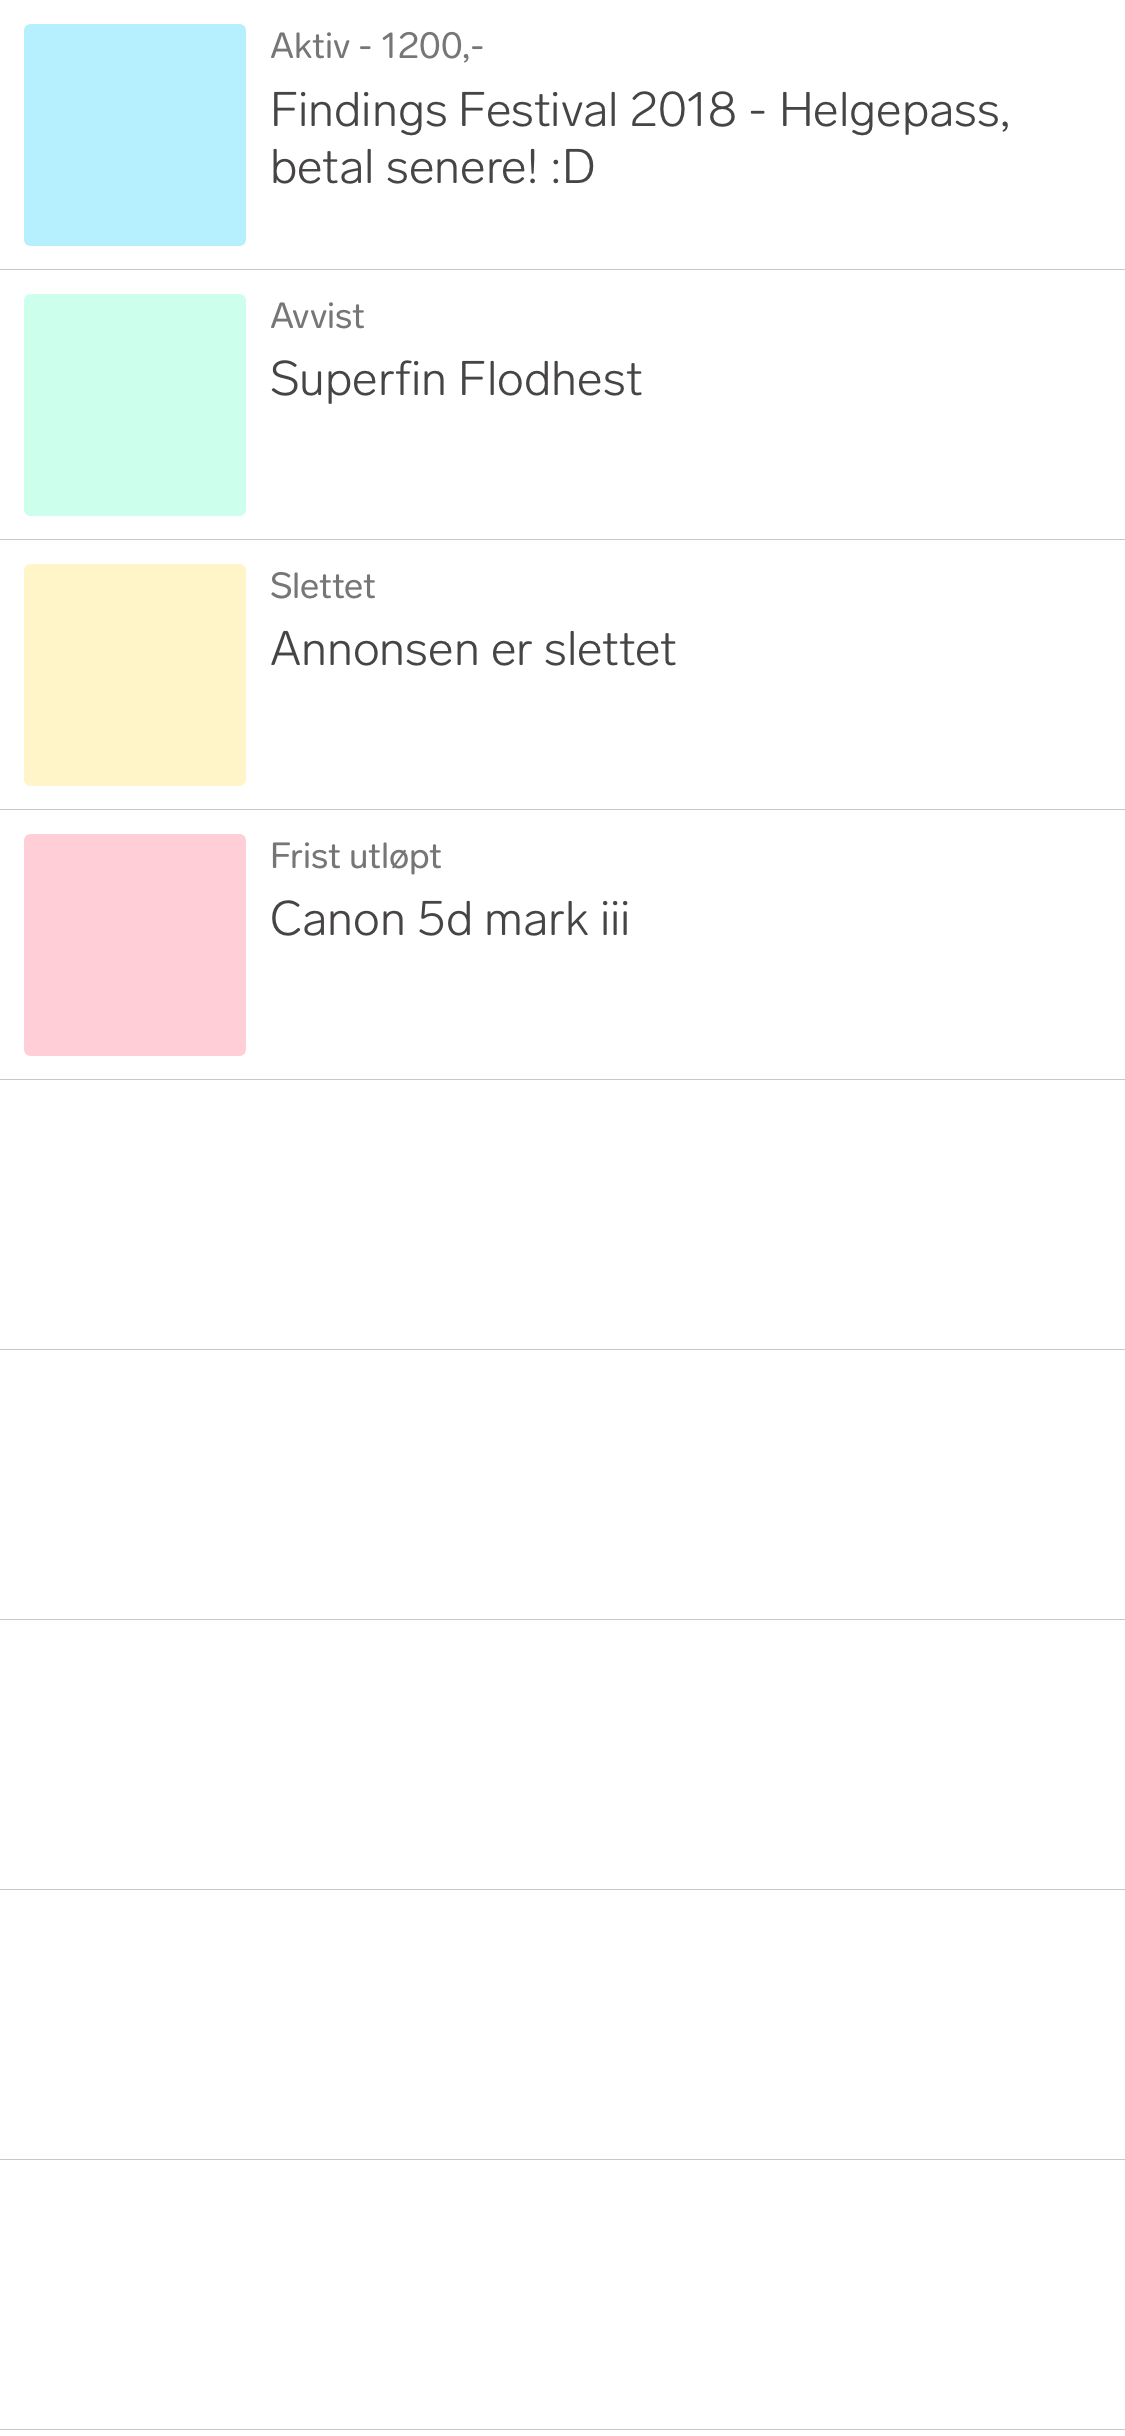 Aktiv - 1200,-
Findings Festival 2018 - Helgepass,
betal senere! :D
Avvist
Superfin Flodhest
Slettet
Annonsen er slettet
Frist utløpt
Canon 5d mark iii